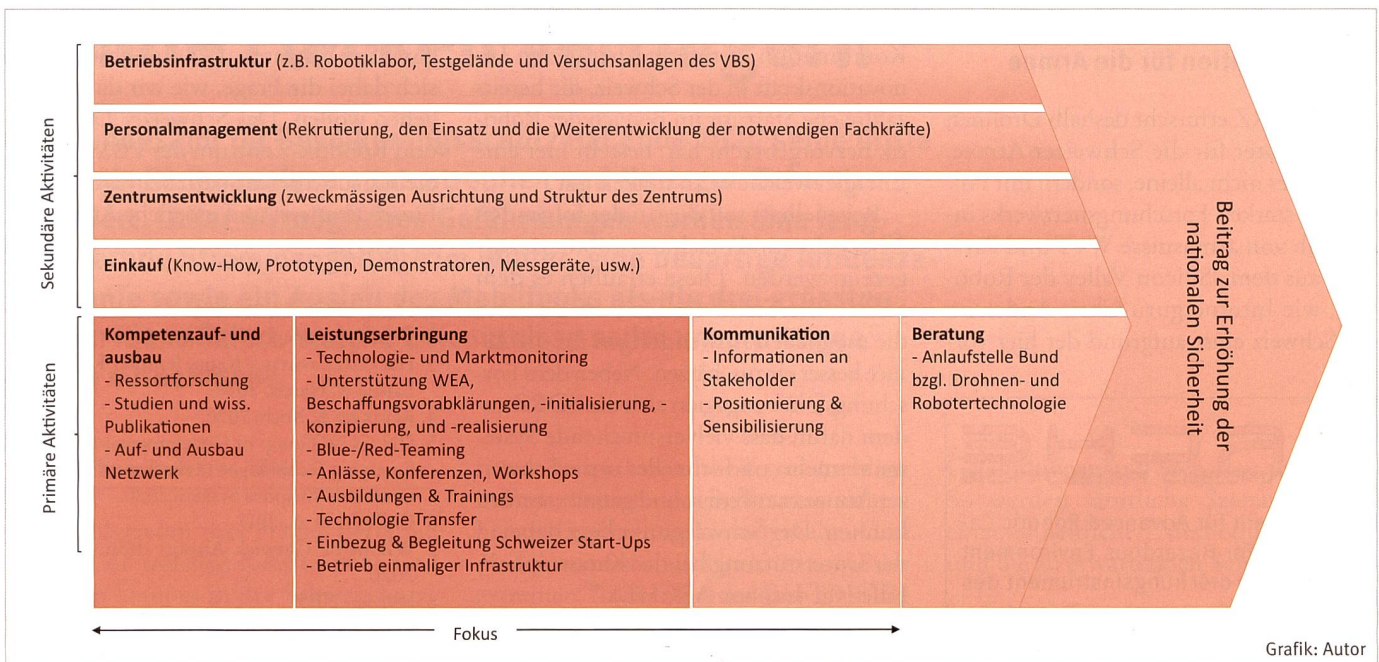 Sekundäre Aktivitäten
Betriebsinfrastruktur (z.B. Robotiklabor, Testgelände und Versuchsanlagen des VBS)
Personalmanagement (Rekrutierung, den Einsatz und die Weiterentwicklung der notwendigen Fachkräfte)
Zentrumsentwicklung (zweckmässigen Ausrichtung und Struktur des Zentrums)
Einkauf (Know-How, Prototypen, Demonstratoren, Messgeräte, usw.)
Primäre Aktivitäten
Kompetenzauf- und
ausbau
- Ressortforschung
- Studien und wiss.
Publikationen
- Auf- und Ausbau
Netzwerk
Leistungserbringung
- Technologie- und Marktmonitoring
- Unterstützung WEA,
Beschaffungsvorabklärungen, -initialisierung, -
konzipierung, und -realisierung
- Blue-/Red-Teaming
- Anlässe, Konferenzen, Workshops
- Ausbildungen & Trainings
- Technologie Transfer
- Einbezug & Begleitung Schweizer Start-Ups
- Betrieb einmaliger Infrastruktur
Kommunikation
- Informationen an
Stakeholder
- Positionierung &
Sensibilisierung
Beratung
- Anlaufstelle Bund
bzgl. Drohnen- und
Robotertechnologie
Beitrag zur Erhöhung der
nationalen Sicherheit
Fokus
Grafik: Autor